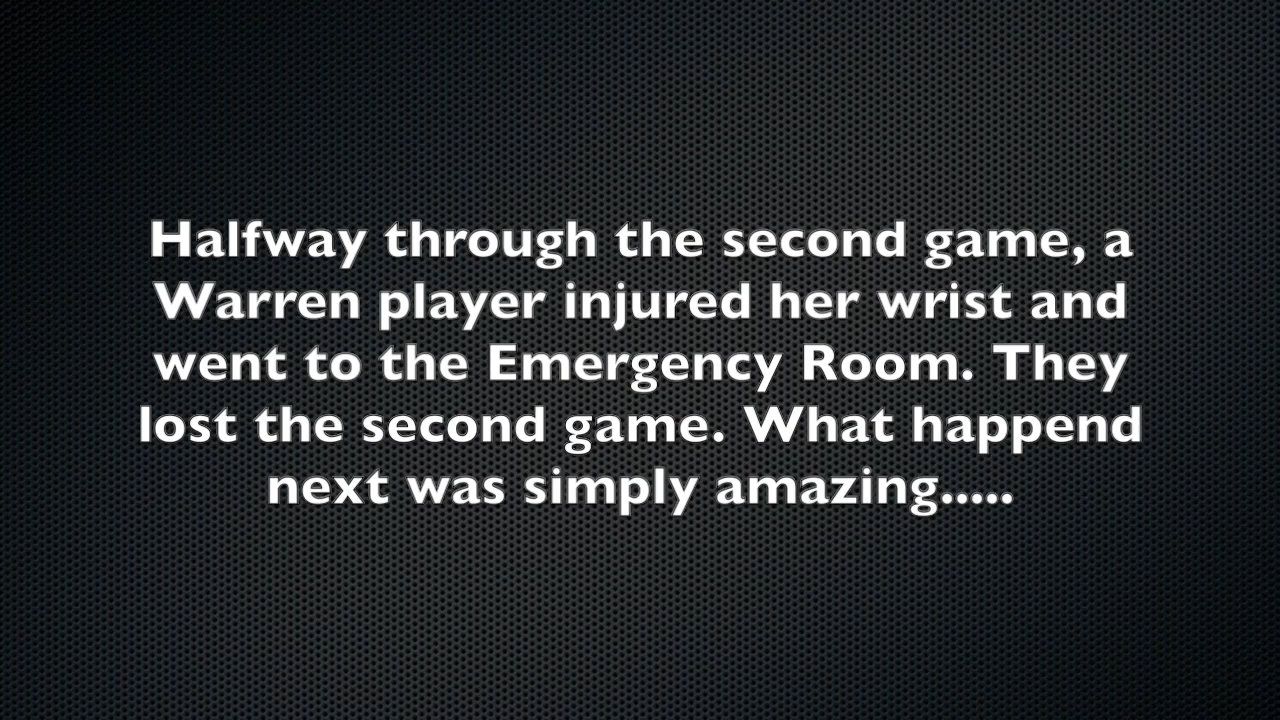 Halfway through the second game, a
Warren player injured her wrist and
went to the Emergency Room. They
lost the second game. What happend
next was simply amazing.....